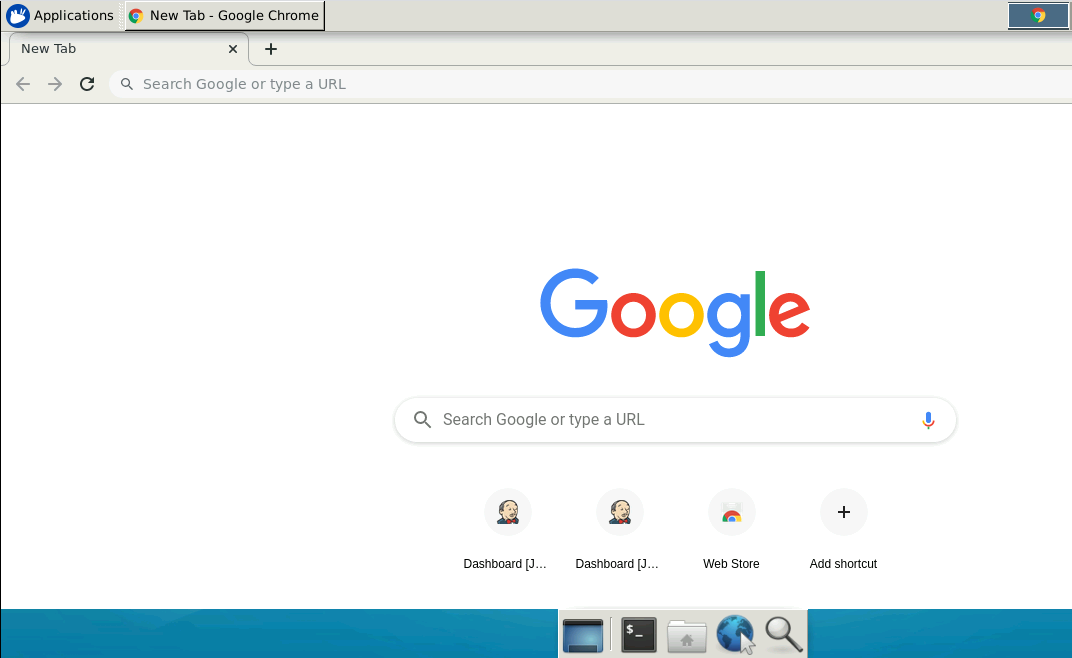 Applications
New Tab - Google Chrome
New Tab
Search Google or type a URL
Google
Search Google or type a URL
Dashboard [J...
Dashboard [J...
Web Store
Add shortcut
$_